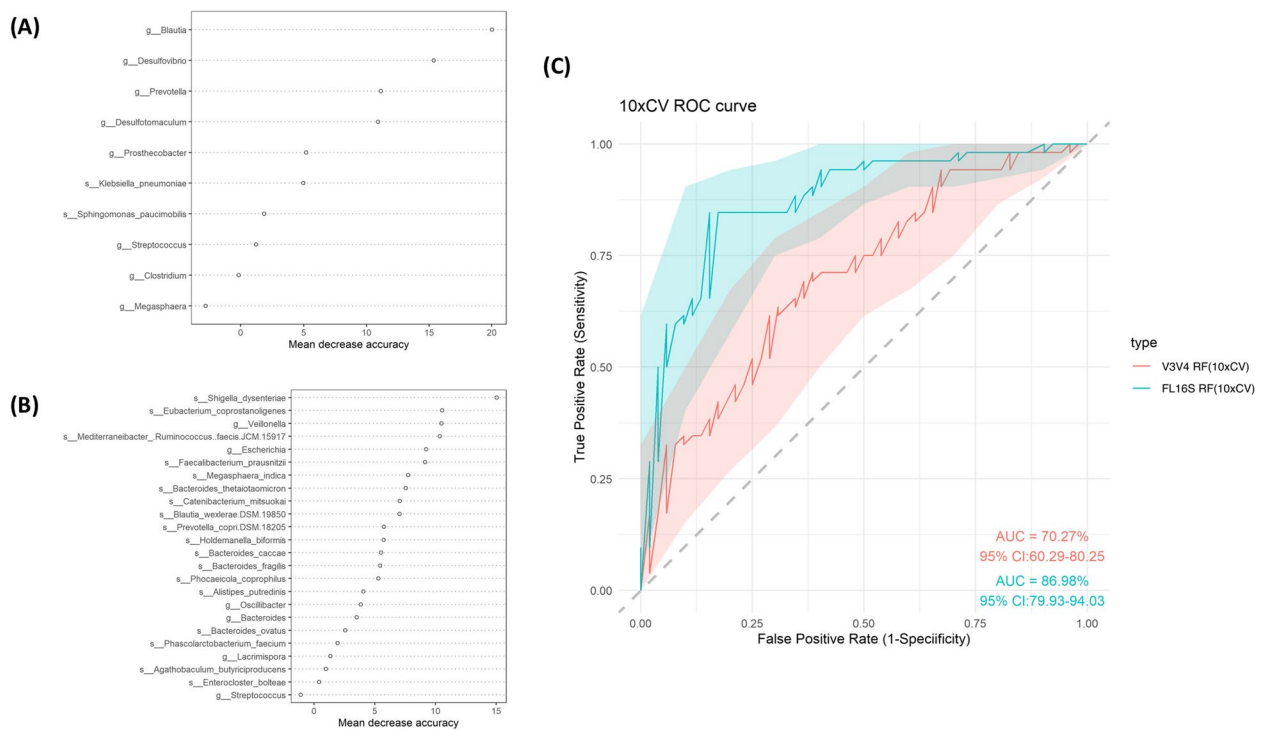 (A)
g__Blautia
g__Desulfovibrio
g__Prevotella
g__Desulfotomaculum
g__Prosthecobacter
s__Klebsiella_pneumoniae
s__Sphingomonas_paucimobilis
g__Streptococcus
g__Clostridium
g__Megasphaera
0 5 10 15 20
Mean decrease accuracy
(B)
s__Shigella_dysenteriae
s__Eubacterium_coprostanoligenes
g__Veillonella
s__Mediterraneibacter_.Ruminococcus..faecis.JCM.15917
g__Escherichia
s__Faecalibacterium_prausnitzii
s__Megasphaera_indica
s__Bacteroides_thetaiotaomicron
s__Catenibacterium_mitsuokai
s__Blautia_wexlerae.DSM.19850
s__Prevotella_copri.DSM.18205
s__Holdemanella_biformis
s__Bacteroides_caccae
s__Bacteroides_fragilis
s__Phocaeicola_coprophilus
s__Alistipes_putredinis
g__Oscillibacter
g__Bacteroides
s__Bacteroides_ovatus
s__Phascolarctobacterium_faecium
g__Lacrimispora
s__Agathobaculum_butyriciproducens
s__Enterocloster_bolteae
g__Streptococcus
0 5 10 15
Mean decrease accuracy
(C)
10xCV ROC curve
True Positive Rate (Sensitivity)
1.00
0.75
0.50
0.25
0.00
AUC = 70.27%
95% CI:60.29-80.25
AUC = 86.98%
95% CI:79.93-94.03
0.00 0.25 0.50 0.75 1.00
False Positive Rate (1-Speciificity)
type
V3V4 RF(10xCV)
FL16S RF(10xCV)